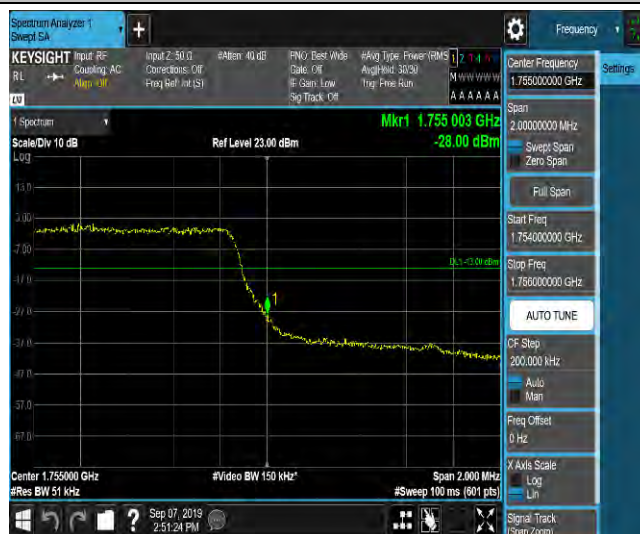 Spectrum Analyzer 1
Swept SA
Frequency
KEYSIGHT
RL
Input: RF
Coupling: AC
Align: Off
Input Z: 50 Ω
Corrections: Off
Freq Ref: Int (S)
#Atten: 40 dB
PNO: Best Wide
Gate: Off
IF Gain: Low
Sig Track: Off
#Avg Type: Power (RMS
Avg|Hold: 30/30
Trig: Free Run
M W W W W W
A A A A A A
1 Spectrum
Scale/Div 10 dB
Log
Ref Level 23.00 dBm
Mkr1 1.755 003 GHz
-28.00 dBm
13.0
3.00
-7.00
DL1 -13.00 dBm
1
-17.0
-27.0
-37.0
-47.0
-57.0
-67.0
Center 1.755000 GHz
#Res BW 51 kHz
#Video BW 150 kHz*
Span 2.000 MHz
#Sweep 100 ms (601 pts)
Center Frequency
1.755000000 GHz
Settings
Span
2.00000000 MHz
Swept Span
Zero Span
Full Span
Start Freq
1.754000000 GHz
Stop Freq
1.756000000 GHz
AUTO TUNE
CF Step
200.000 kHz
Auto
Man
Freq Offset
0 Hz
X Axis Scale
Log
Lin
Signal Track
(Span Zoom)
Sep 07, 2019
2:51:24 PM